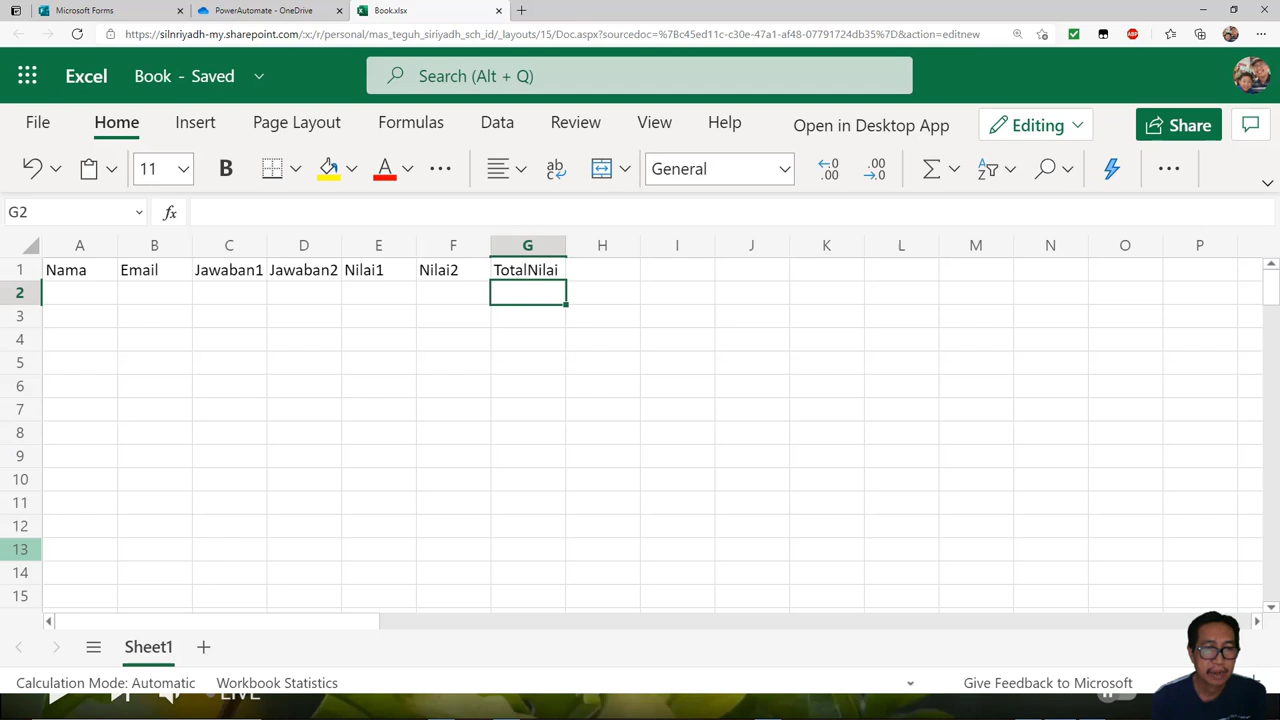 Microsoft Forms
PowerAutomate - OneDrive
Book.xlsx
https://silnriyadh-my.sharepoint.com/:x:/r/personal/mas_teguh_siriyadh_sch_id/_layouts/15/Doc.aspx?sourcedoc=%7Bc45ed11c-c30e-47a1-af48-07791724db35%7D&action=editnew
ABP
Excel
Book - Saved
Search (Alt + Q)
File
Home
Insert
Page Layout
Formulas
Data
Review
View
Help
Open in Desktop App
Editing
Share
11
B
A
ab
General
G2
fx
A B C D E F G H I J K L M N O P
1 Nama Email Jawaban1 Jawaban2 Nilai1 Nilai2 TotalNilai
2
3
4
5
6
7
8
9
10
11
12
13
14
15
Sheet1
Calculation Mode: Automatic
Workbook Statistics
Give Feedback to Microsoft
LIVE